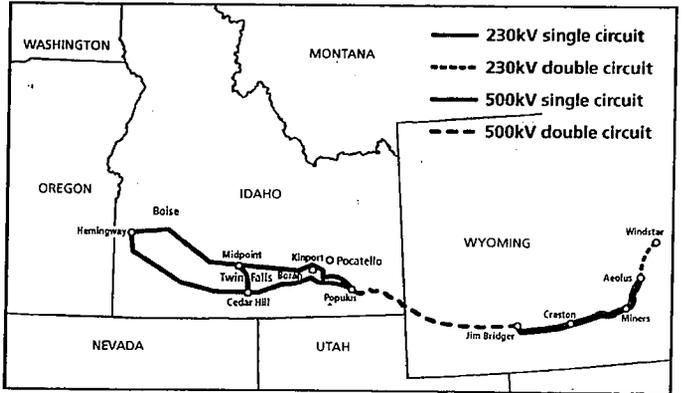 WASHINGTON
MONTANA
230kV single circuit
230kV double circuit
500kV single circuit
500kV double circuit
OREGON
IDAHO
Boise
Hemingway
WYOMING
Windstar
Midpoint
Kinport
Pocatello
Twin Falls
Borah
Aeolus
Cedar Hill
Populus
Creston
Miners
Jim Bridger
NEVADA
UTAH